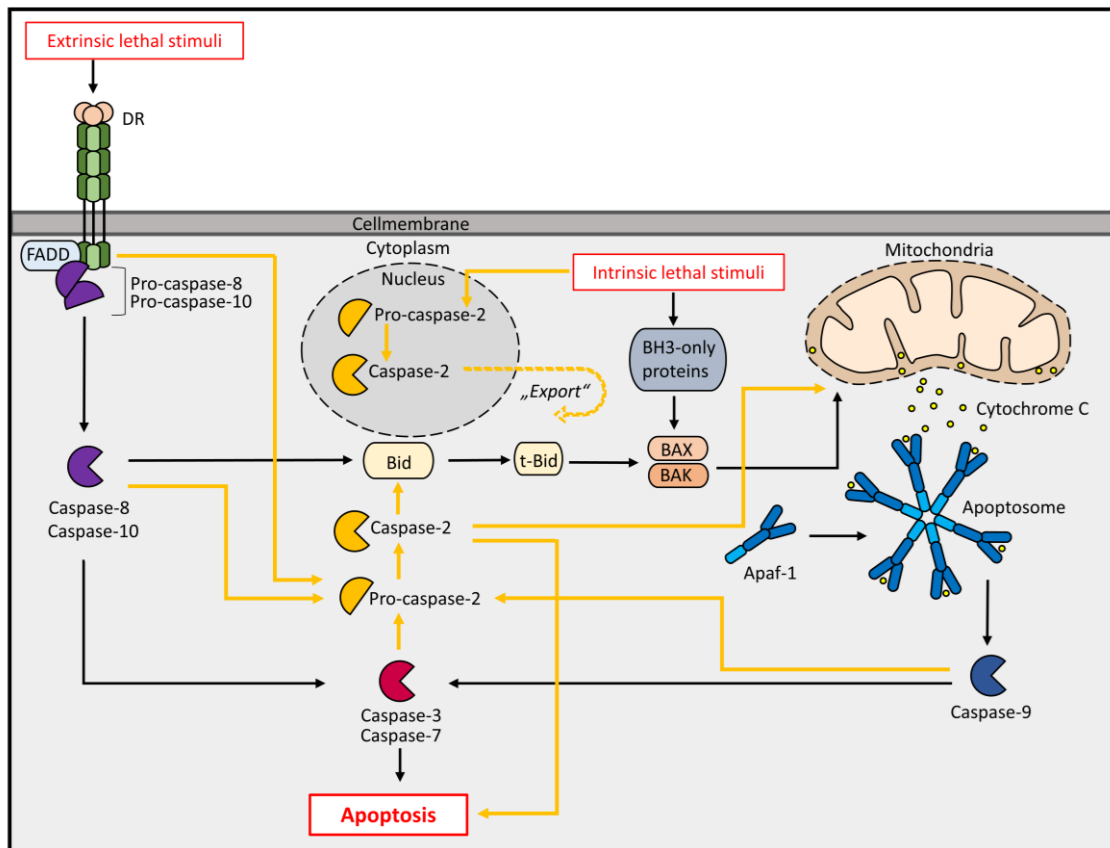 Extrinsic lethal stimuli
DR
Cellmembrane
FADD
Cytoplasm
Mitochondria
Nucleus
Intrinsic lethal stimuli
Pro-caspase-8
Pro-caspase-10
Pro-caspase-2
BH3-only
proteins
Caspase-2
„Export“
Cytochrome C
Bid
t-Bid
BAX
BAK
Caspase-8
Caspase-10
Caspase-2
Apoptosome
Apaf-1
Pro-caspase-2
Caspase-3
Caspase-7
Caspase-9
Apoptosis